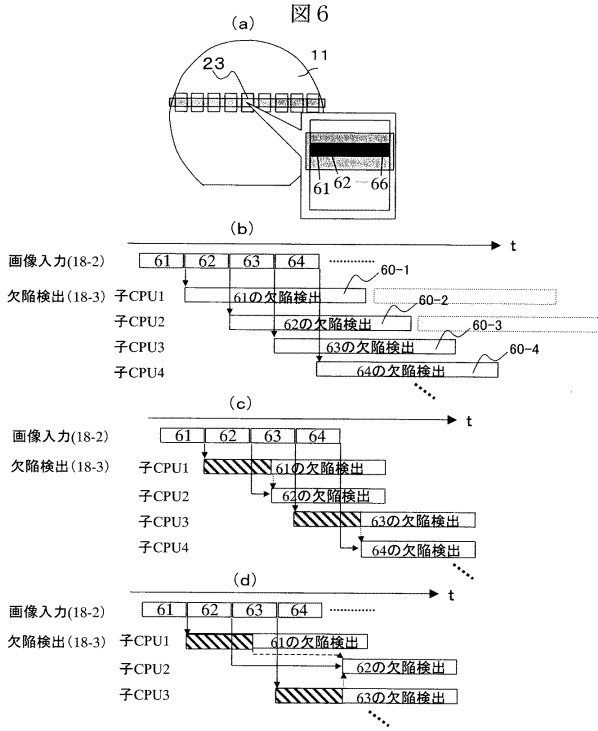 図6
(a)
11
23
61 62-66
(b)
t
画像入力(18-2) 61 62 63 64
60-1
欠陥検出(18-3) 子CPU1 61の欠陥検出
60-2
子CPU2 62の欠陥検出
60-3
子CPU3 63の欠陥検出
60-4
子CPU4 64の欠陥検出
(c)
t
画像入力(18-2) 61 62 63 64
欠陥検出(18-3) 子CPU1 61の欠陥検出
子CPU2 62の欠陥検出
子CPU3 63の欠陥検出
子CPU4 64の欠陥検出
(d)
t
画像入力(18-2) 61 62 63 64
欠陥検出(18-3) 子CPU1 61の欠陥検出
子CPU2 62の欠陥検出
子CPU3 63の欠陥検出